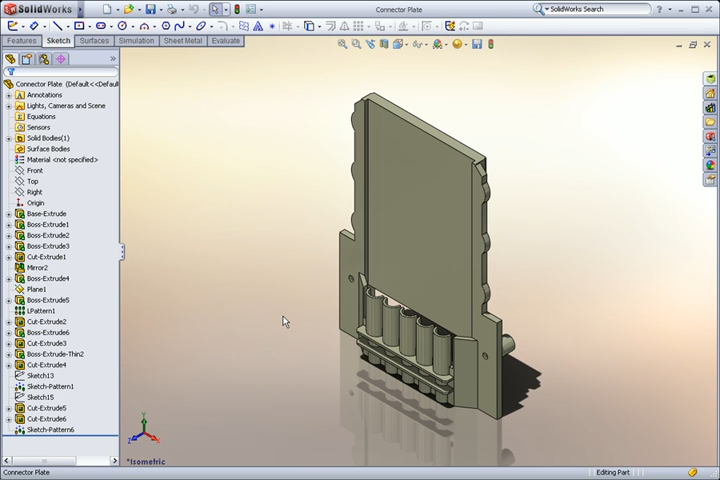 SolidWorks
Connector Plate
SolidWorks Search
Features
Sketch
Surfaces
Simulation
Sheet Metal
Evaluate
Connector Plate (Default<<Defaul
Annotations
Lights, Cameras and Scene
Equations
Sensors
Solid Bodies(1)
Surface Bodies
Material <not specified>
Front
Top
Right
Origin
Base-Extrude
Boss-Extrude1
Boss-Extrude2
Boss-Extrude3
Cut-Extrude1
Mirror2
Boss-Extrude4
Plane1
Boss-Extrude5
LPattern1
Cut-Extrude2
Boss-Extrude6
Cut-Extrude3
Boss-Extrude-Thin2
Cut-Extrude4
Sketch13
Sketch-Pattern1
Sketch15
Cut-Extrude5
Cut-Extrude6
Sketch-Pattern6
Y
Z
X
*Isometric
Connector Plate
Editing Part